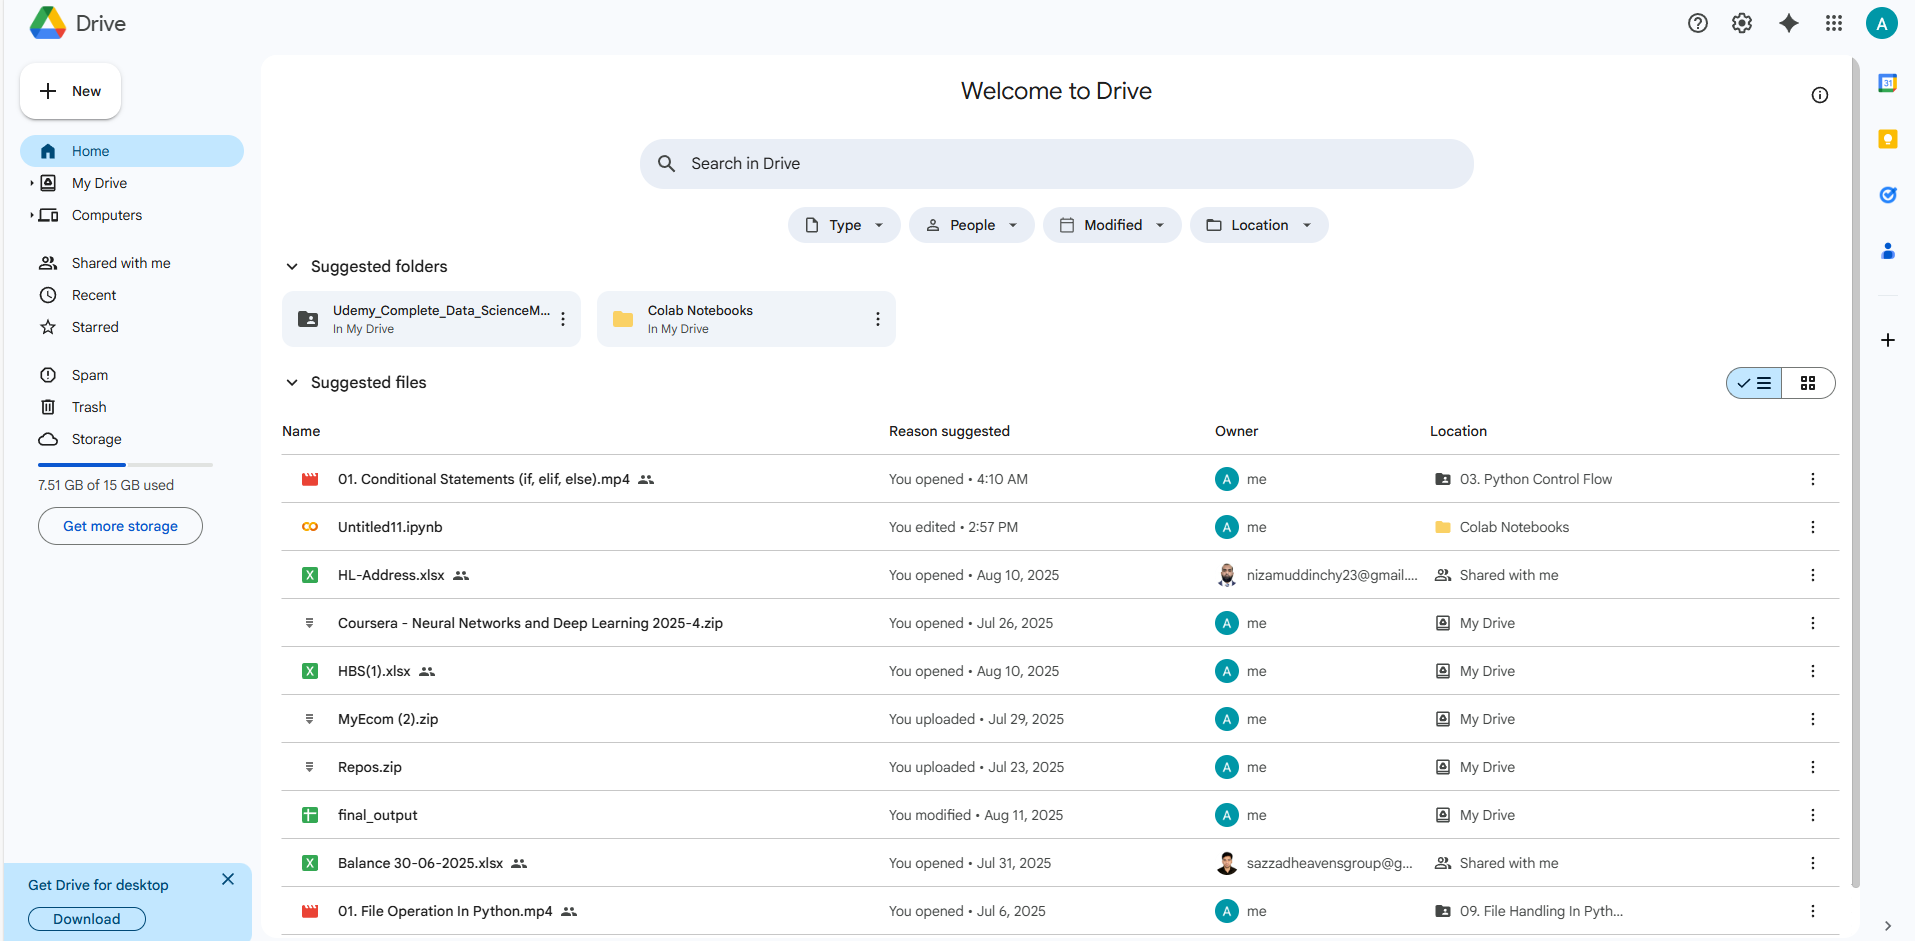 Drive
A
New
Home
My Drive
Computers
Shared with me
Recent
Starred
Spam
Trash
Storage
7.51 GB of 15 GB used
Get more storage
Get Drive for desktop
Download
Welcome to Drive
Search in Drive
Type People Modified Location
Suggested folders
Udemy_Complete_Data_ScienceM...
In My Drive
Colab Notebooks
In My Drive
Suggested files
Name Reason suggested Owner Location
01. Conditional Statements (if, elif, else).mp4 You opened • 4:10 AM A me 03. Python Control Flow
Untitled11.ipynb You edited • 2:57 PM A me Colab Notebooks
X HL-Address.xlsx You opened • Aug 10, 2025 nizamuddinchy23@gmail.... Shared with me
Coursera - Neural Networks and Deep Learning 2025-4.zip You opened • Jul 26, 2025 A me My Drive
X HBS(1).xlsx You opened • Aug 10, 2025 A me My Drive
MyEcom (2).zip You uploaded • Jul 29, 2025 A me My Drive
Repos.zip You uploaded • Jul 23, 2025 A me My Drive
final_output You modified • Aug 11, 2025 A me My Drive
X Balance 30-06-2025.xlsx You opened • Jul 31, 2025 sazzadheavensgroup@g... Shared with me
01. File Operation In Python.mp4 You opened • Jul 6, 2025 A me 09. File Handling In Pyth...
31